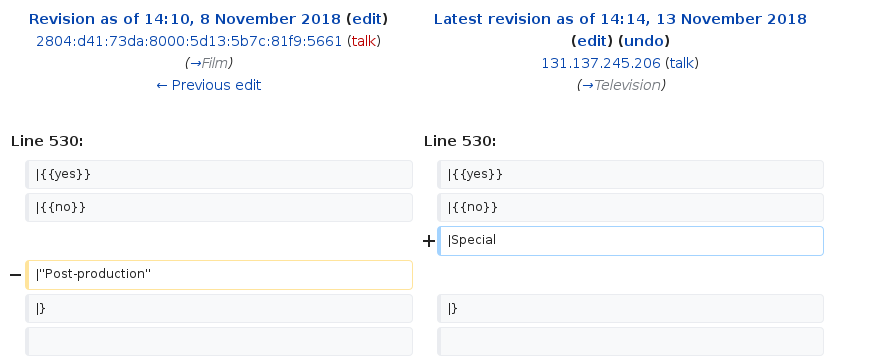 Revision as of 14:10, 8 November 2018 (edit)
2804:d41:73da:8000:5d13:5b7c:81f9:5661 (talk)
(→Film)
← Previous edit
Latest revision as of 14:14, 13 November 2018
(edit) (undo)
131.137.245.206 (talk)
(→Television)
Line 530:
Line 530:
|{{yes}}
|{{yes}}
|{{no}}
|{{no}}
+ |Special
− |"Post-production"
|}
|}